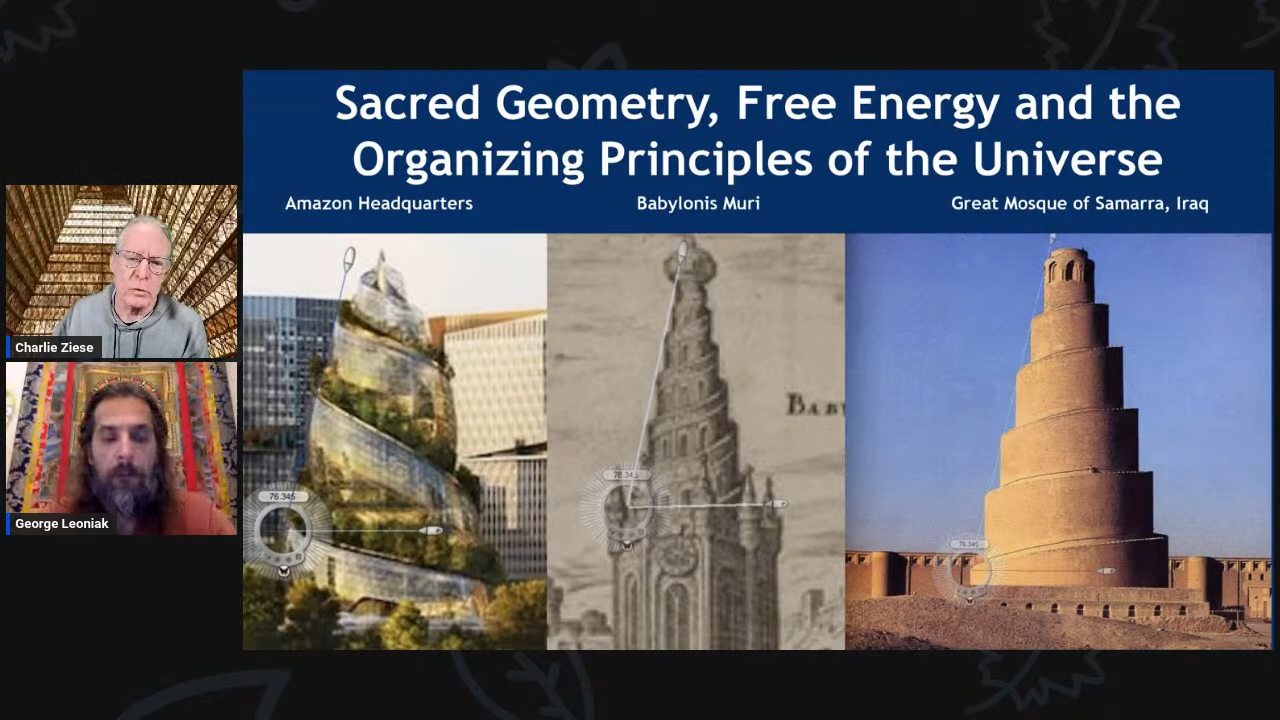 Sacred Geometry, Free Energy and the
Organizing Principles of the Universe
Amazon Headquarters
Babylonis Muri
Great Mosque of Samarra, Iraq
76.345
76.345
76.345
Charlie Ziese
George Leoniak